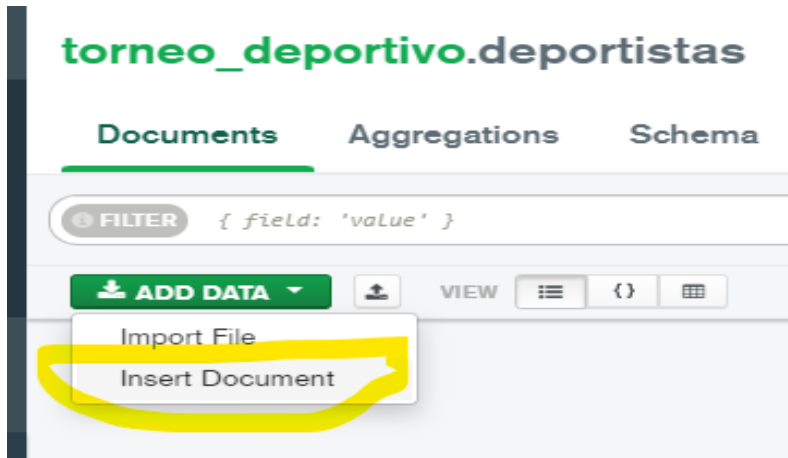 torneo_deportivo.deportistas
Documents Aggregations Schema
FILTER { field: 'value' }
ADD DATA VIEW {}
Import File
Insert Document